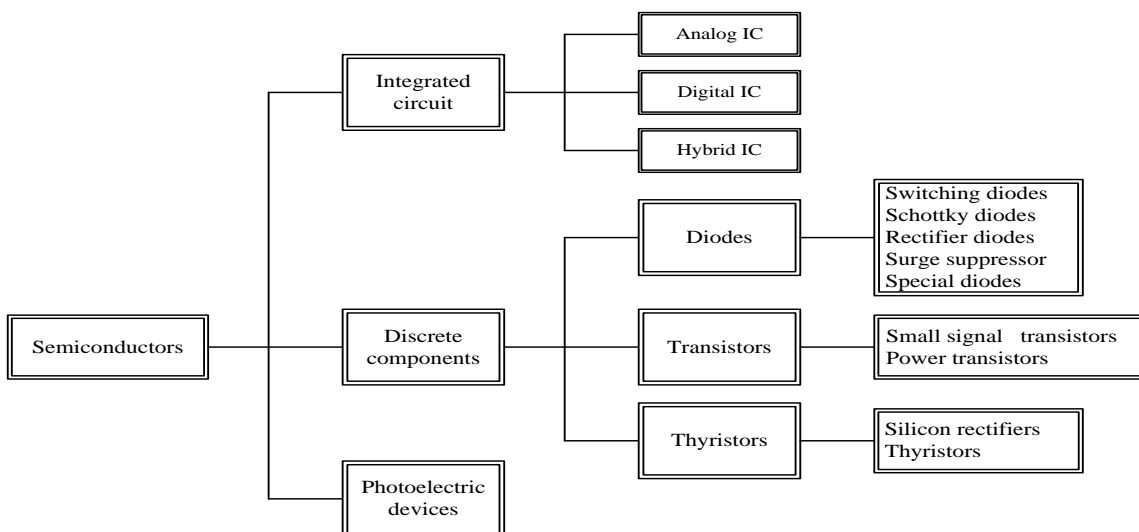 Analog IC
Integrated
circuit
Digital IC
Hybrid IC
Switching diodes
Schottky diodes
Rectifier diodes
Surge suppressor
Special diodes
Diodes
Semiconductors
Discrete
components
Transistors
Small signal transistors
Power transistors
Thyristors
Silicon rectifiers
Thyristors
Photoelectric
devices